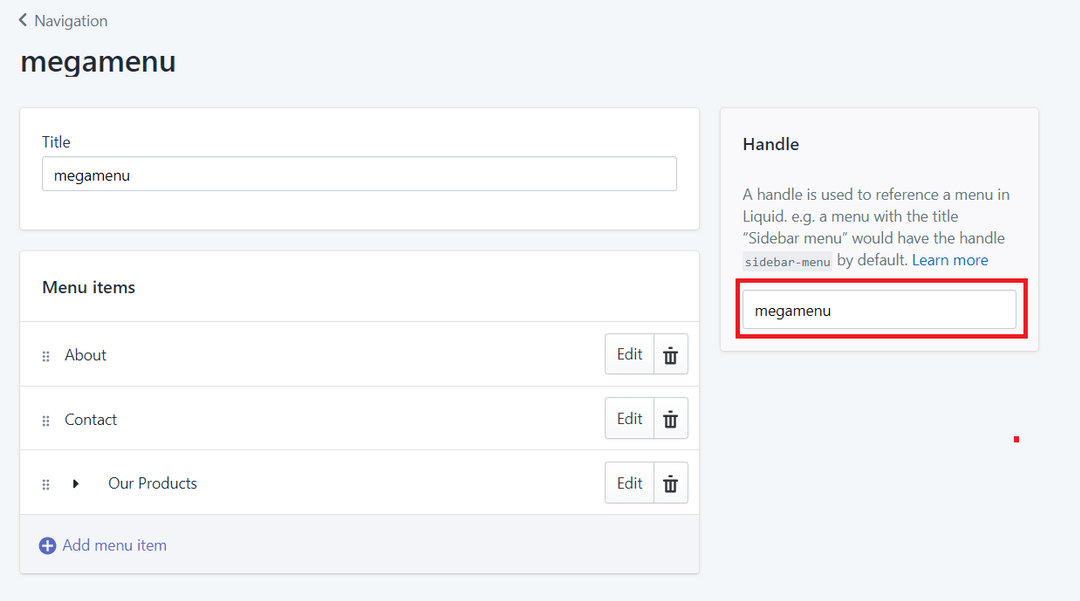 Navigation
megamenu
Title
megamenu
Menu items
About
Edit
Contact
Edit
Our Products
Edit
Add menu item
Handle
A handle is used to reference a menu in
Liquid. e.g. a menu with the title
“Sidebar menu” would have the handle
sidebar-menu by default. Learn more
megamenu